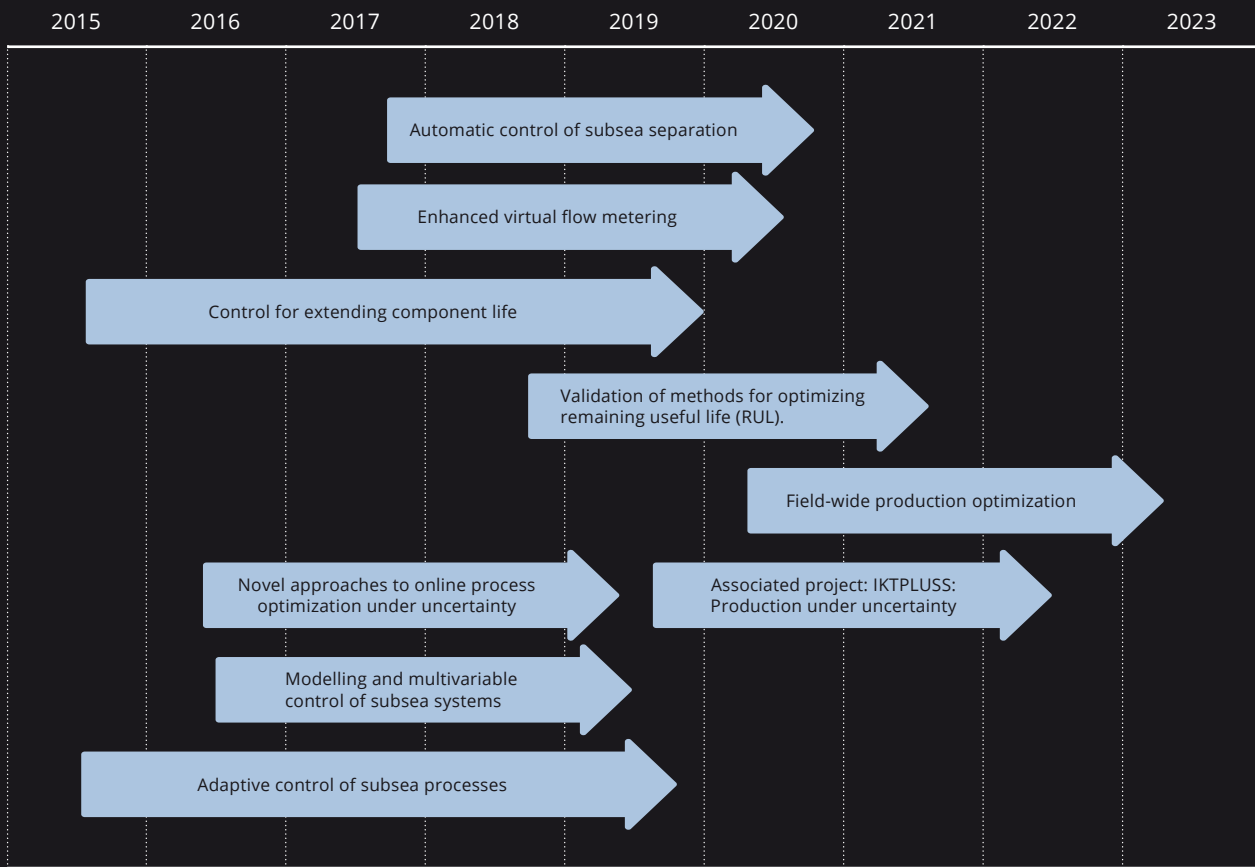 2015 2016 2017 2018 2019 2020 2021 2022 2023
Automatic control of subsea separation
Enhanced virtual flow metering
Control for extending component life
Validation of methods for optimizing
remaining useful life (RUL).
Field-wide production optimization
Novel approaches to online process
optimization under uncertainty
Associated project: IKTPLUSS:
Production under uncertainty
Modelling and multivariable
control of subsea systems
Adaptive control of subsea processes